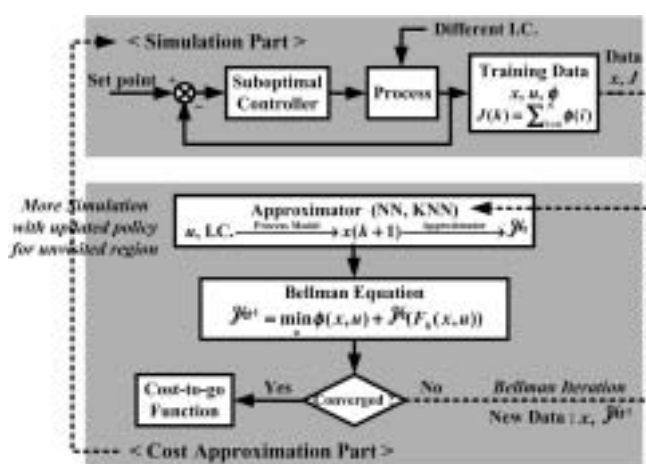 Different I.C.
< Simulation Part >
Data
x, J
Set point
+
−
Suboptimal
Controller
Process
Training Data
x, u, ϕ
J(k) = ∑ ϕ(i)
More Simulation
with updated policy
for unvisited region
Approximator (NN, KNN)
u, I.C. Process Model x(k+1) Approximator
Bellman Equation
= min ϕ(x,u) + (F_h(x,u))
Cost-to-go
Function
Yes
Converged
No
Bellman Iteration
New Data : x,
< Cost Approximation Part >